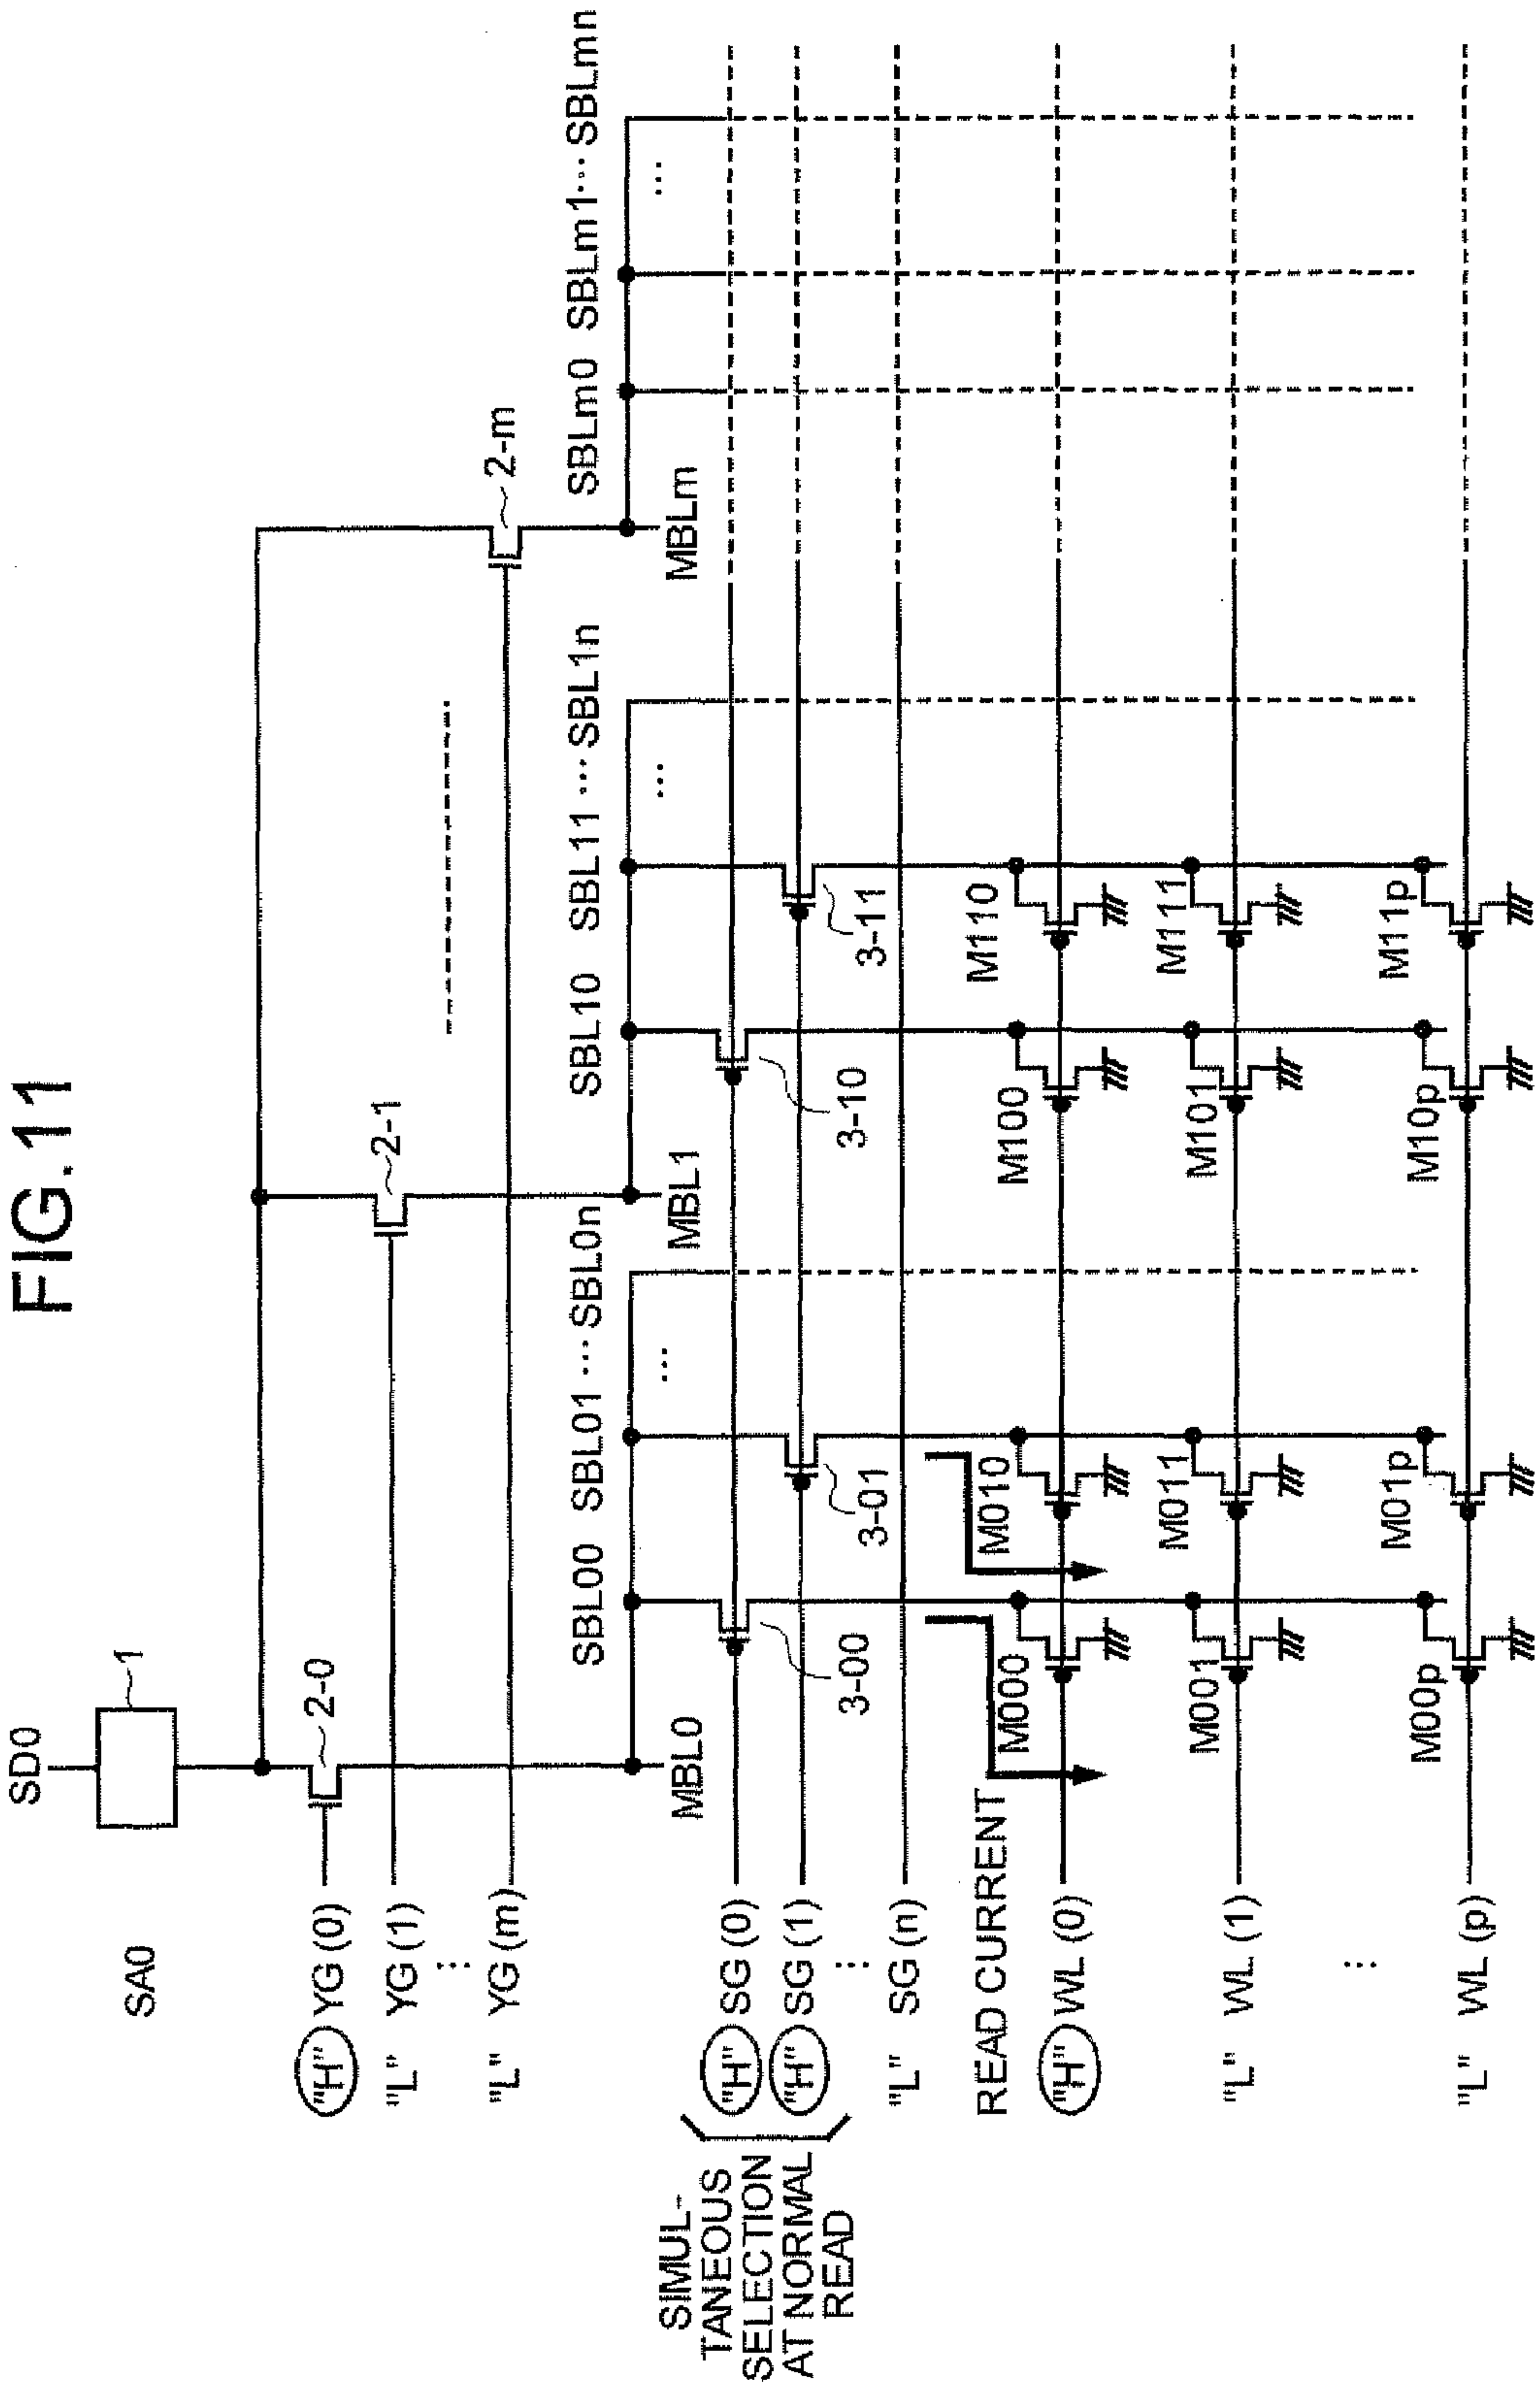 FIG.11
SD0
1
SA0
"H" YG (0)
2-0
"L" YG (1)
2-1
⋮
"L" YG (m)
2-m
SBL00 SBL01 ... SBL0n
SBL10 SBL11 ... SBL1n
SBLm0 SBLm1 ... SBLmn
...
...
...
MBL0
MBL1
MBLm
SIMUL-
TANEOUS
SELECTION
AT NORMAL
READ
"H" SG (0)
"H" SG (1)
⋮
"L" SG (n)
3-00
3-01
3-10
3-11
READ CURRENT
"H" WL (0)
M000
M010
M100
M110
"L" WL (1)
M001
M011
M101
M111
⋮
"L" WL (p)
M00p
M01p
M10p
M11p